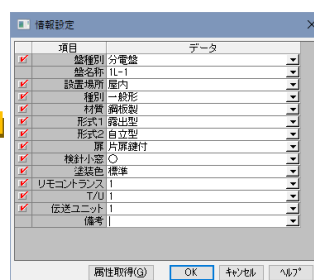 情報設定
項目 データ
盤種別 分電盤
盤名称 1L-1
設置場所 屋内
種別 一般形
材質 鋼板製
形式1 露出型
形式2 自立型
扉 片扉鍵付
検針小窓 〇
塗装色 標準
リモコントランス 1
T/U 1
伝送ユニット 1
備考
属性取得(G) OK キャンセル ヘルプ